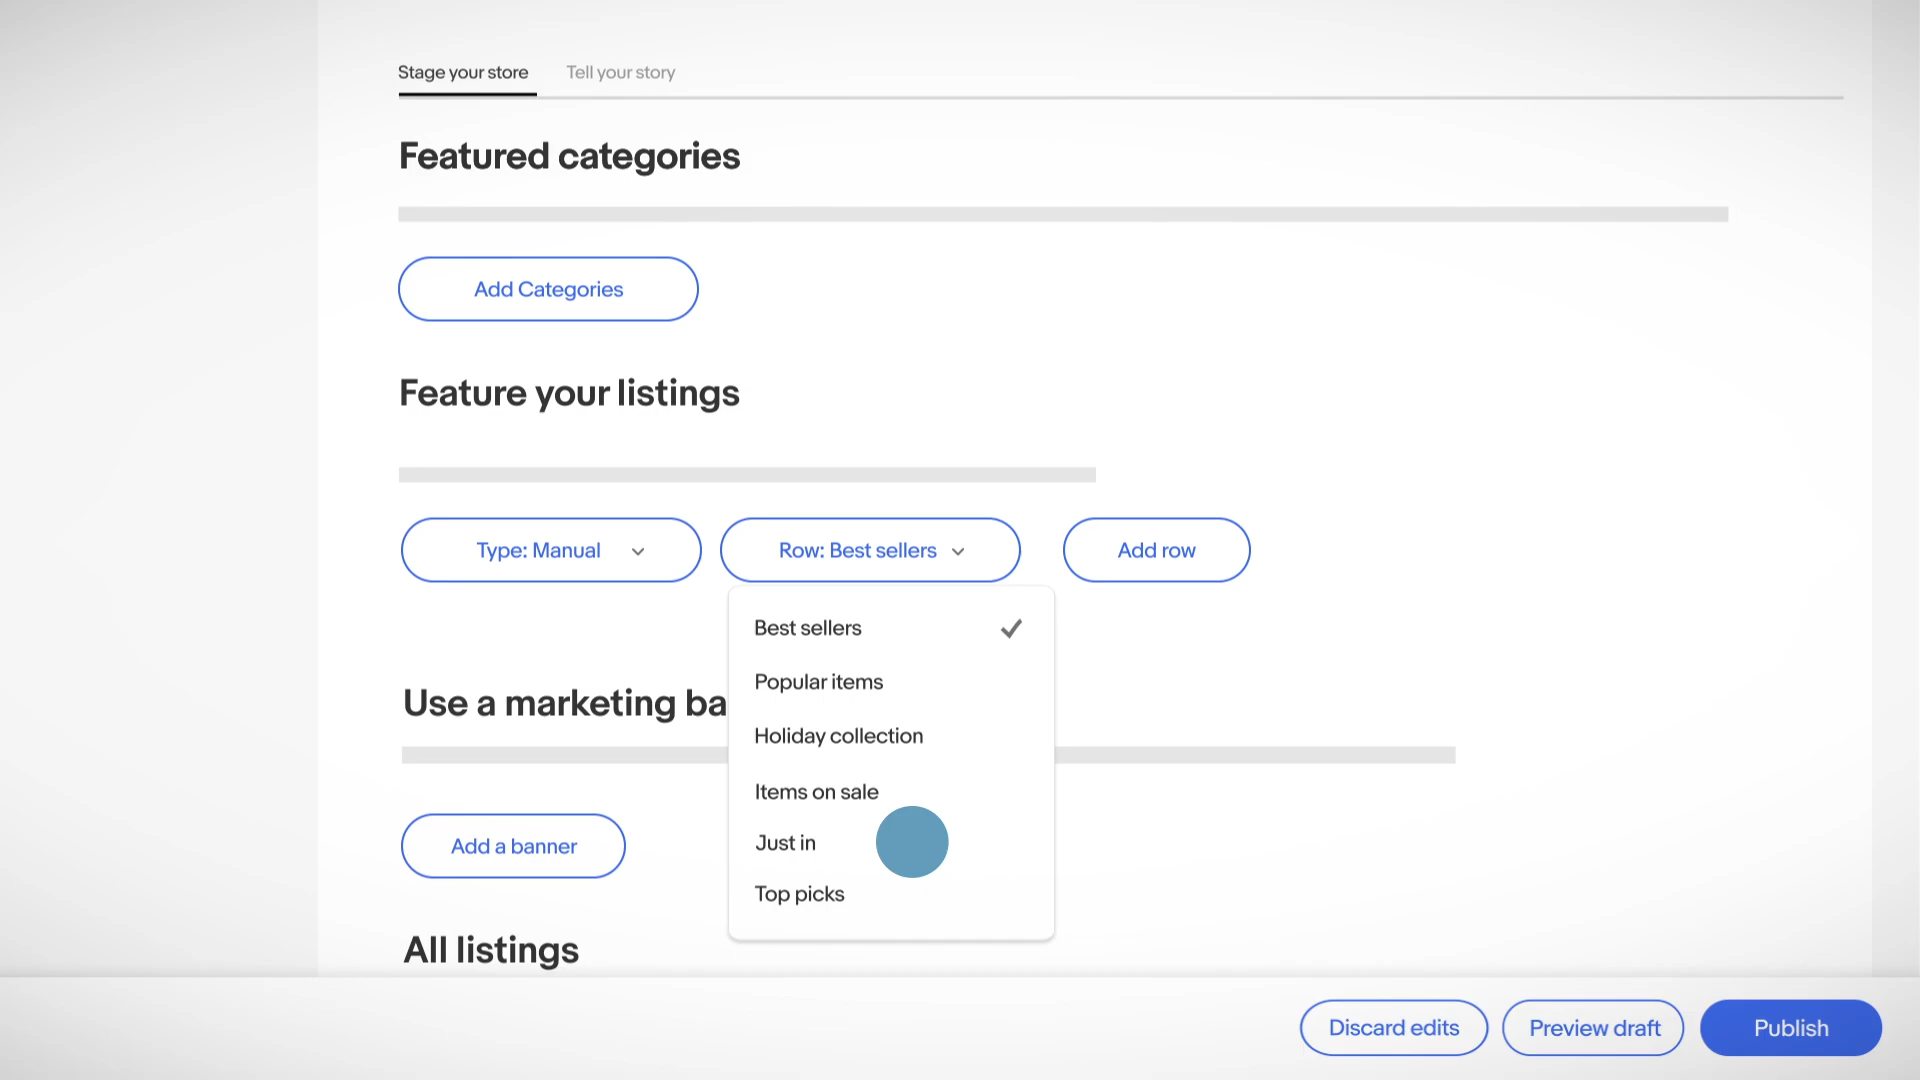 Stage your store
Tell your story
Featured categories
Add Categories
Feature your listings
Type: Manual
Row: Best sellers
Add row
Best sellers
Popular items
Holiday collection
Items on sale
Just in
Top picks
Use a marketing ba
Add a banner
All listings
Discard edits
Preview draft
Publish